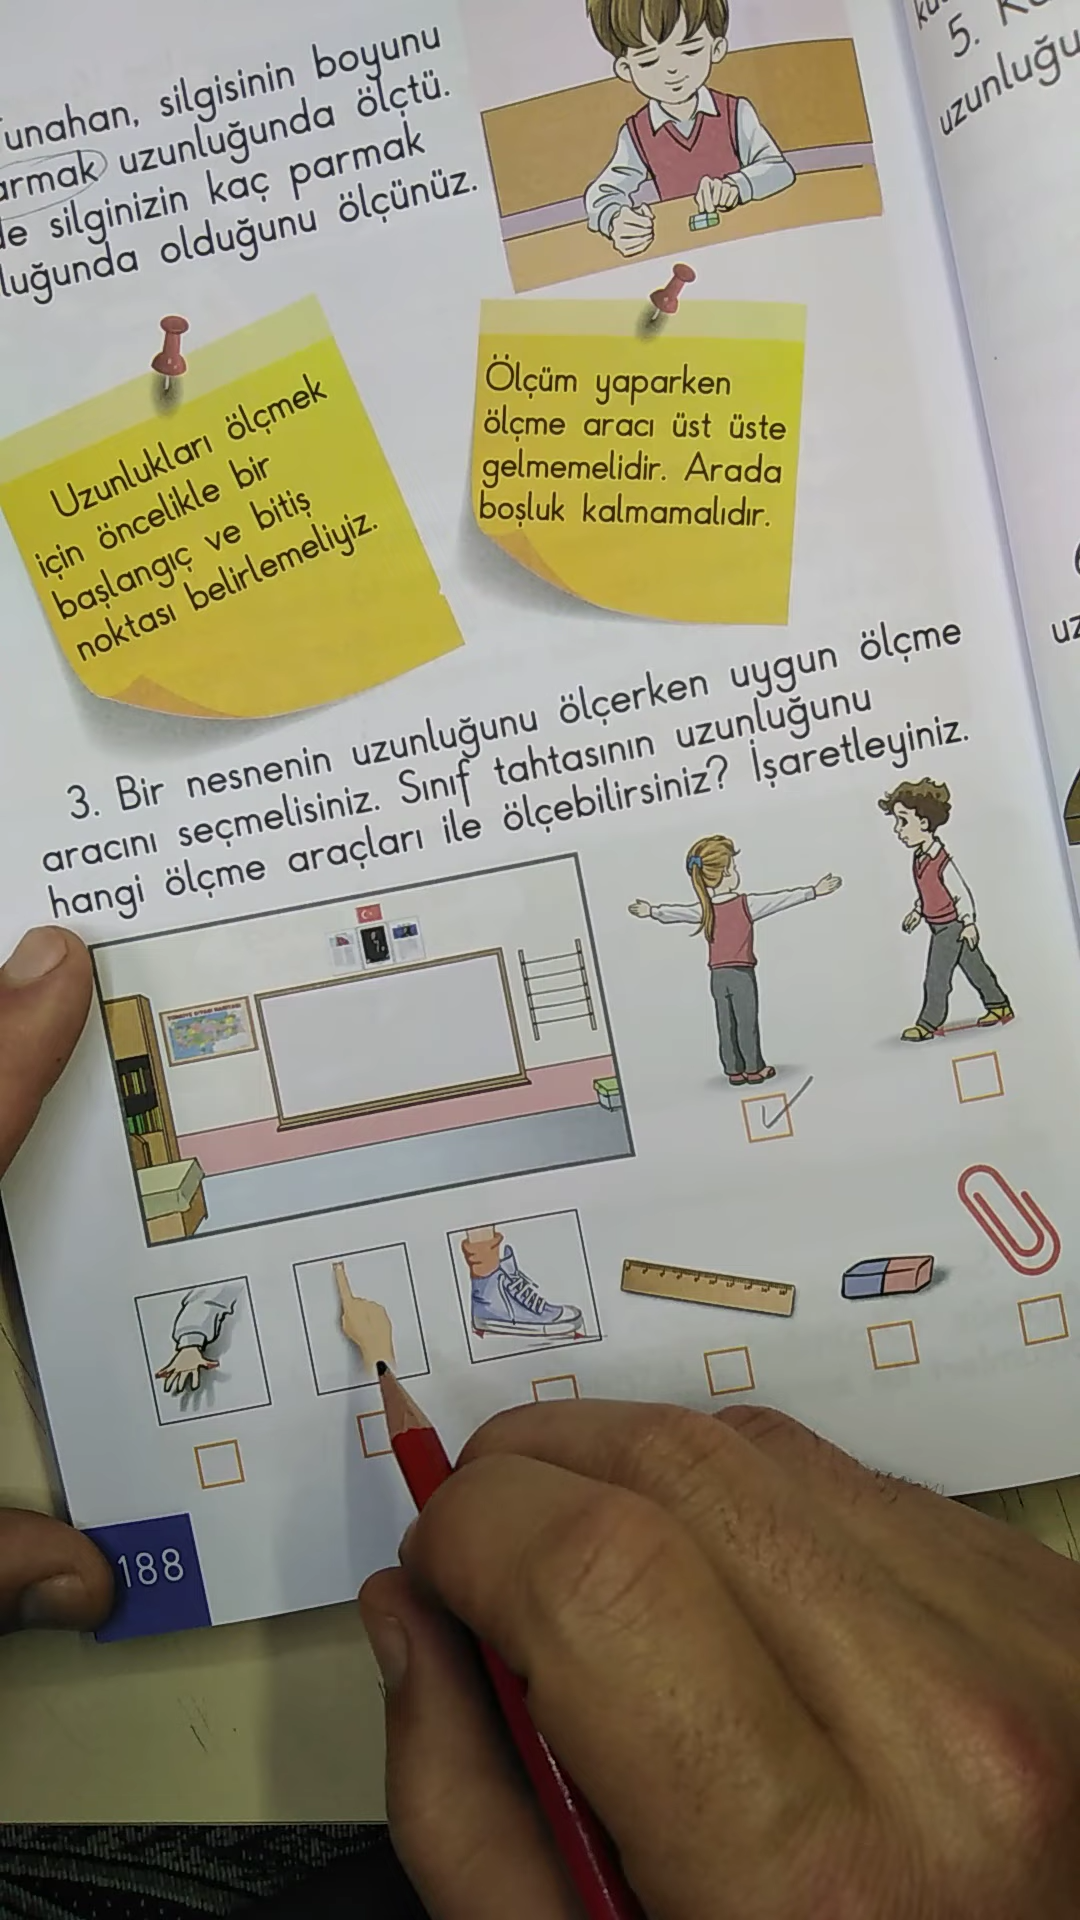 unahan, silgisinin boyunu
armak uzunluğunda ölçtü.
silginizin kaç parmak
luğunda olduğunu ölçünüz.
Uzunlukları ölçmek
için öncelikle bir
başlangıç ve bitiş
noktası belirlemeliyiz.
Ölçüm yaparken
ölçme aracı üst üste
gelmemelidir. Arada
boşluk kalmamalıdır.
3. Bir nesnenin uzunluğunu ölçerken uygun ölçme
aracını seçmelisiniz. Sınıf tahtasının uzunluğunu
hangi ölçme araçları ile ölçebilirsiniz? İşaretleyiniz.
188
5.
uzunluğu
uz